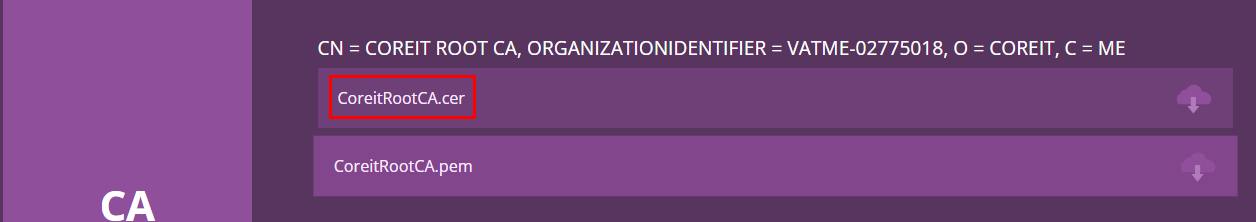 CN = COREIT ROOT CA, ORGANIZATIONIDENTIFIER = VATME-02775018, O = COREIT, C = ME
CoreitRootCA.cer
CoreitRootCA.pem
CA